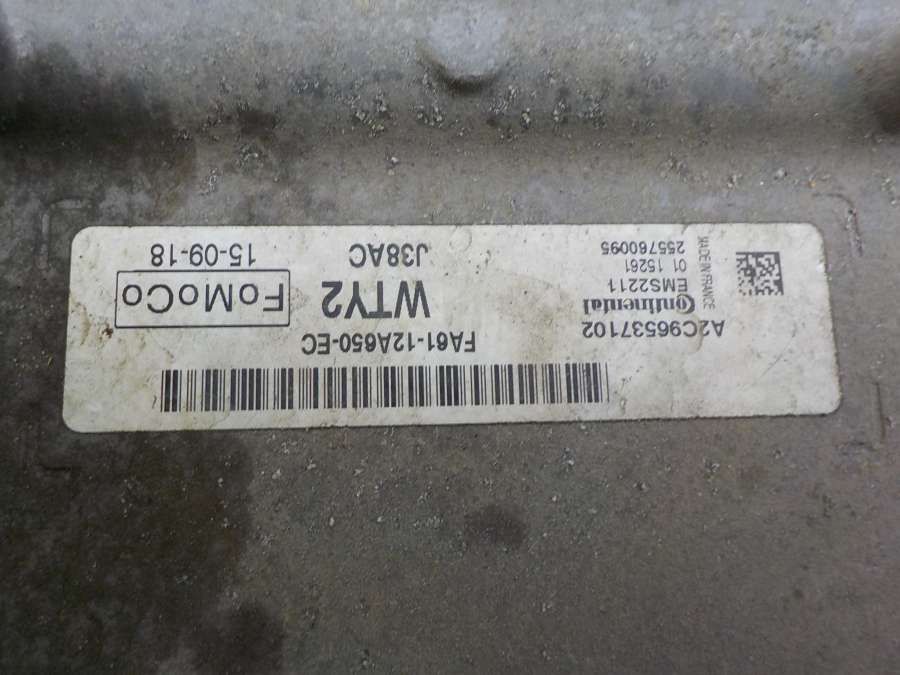 A2C96537102
Continental
EMS2211
01 15261
255760095
MADE IN FRANCE
FA61-12A650-EC
WTY2
J38AC
FoMoCo
15-09-18